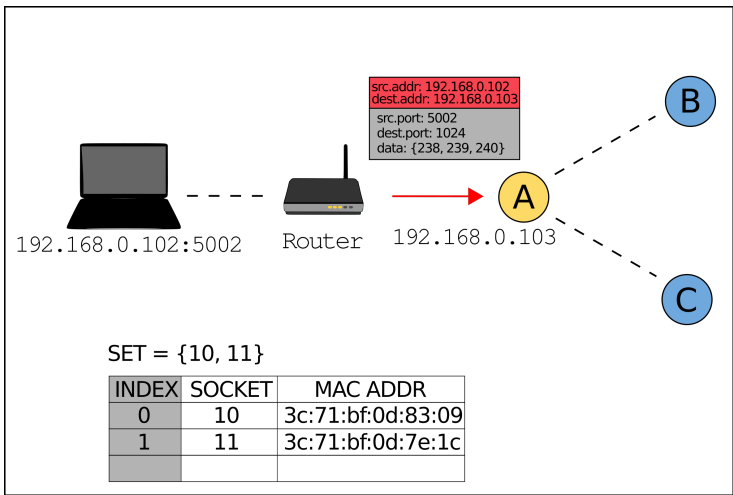 src.addr: 192.168.0.102
dest.addr: 192.168.0.103
src.port: 5002
dest.port: 1024
data: {238, 239, 240}
B
A
192.168.0.102:5002
Router
192.168.0.103
C
SET = {10, 11}
INDEX SOCKET MAC ADDR
0 10 3c:71:bf:0d:83:09
1 11 3c:71:bf:0d:7e:1c